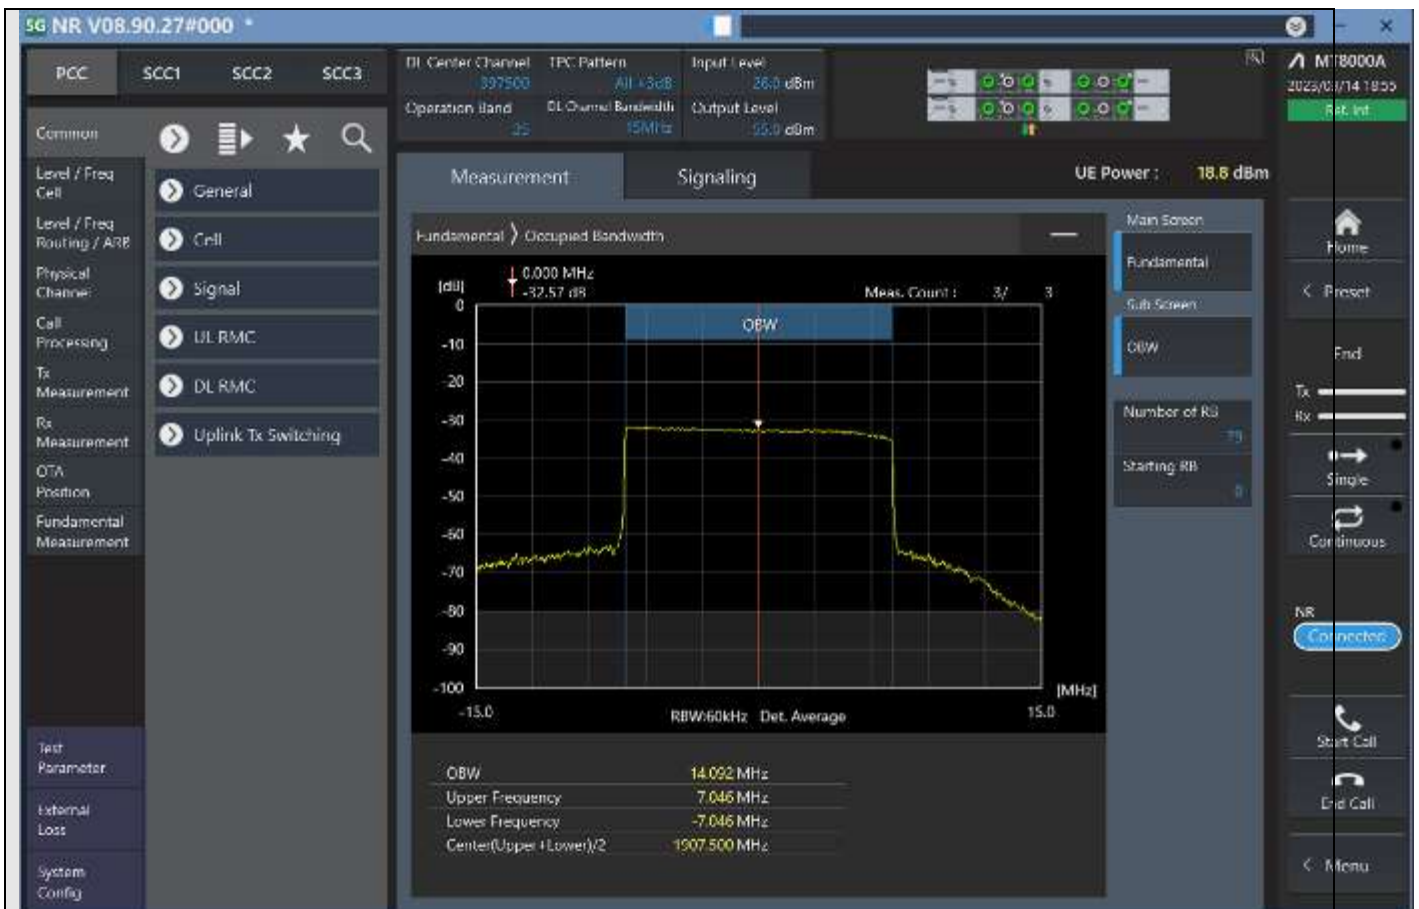 SG NR V08.90.27#000 *
PCC SCC1 SCC2 SCC3
DL Center Channel TPC Pattern Input Level
397500 All +3dB 26.0 dBm
Operation Band DL Channel Bandwidth Output Level
25 15MHz dBm
MT8000A
18:55
Common
Level / Freq
Cell
Level / Freq
Routing / ARB
Physical
Channel
Call
Processing
Tx
Measurement
Rx
Measurement
OTA
Position
Fundamental
Measurement
Test
Parameter
External
Loss
System
Config
General
Cell
Signal
UL RMC
DL RMC
Uplink Tx Switching
Measurement Signaling
UE Power : 18.8 dBm
Fundamental Occupied Bandwidth
[dB] 0.000 MHz
-32.57 dB Meas. Count : 3/ 3
OBW
0
-10
-20
-30
-40
-50
-60
-70
-80
-90
-100
[MHz]
-15.0 RBW:60kHz Det. Average 15.0
OBW 14.092 MHz
Upper Frequency 7.046 MHz
Lower Frequency -7.046 MHz
Center(Upper+Lower)/2 1907.500 MHz
Main Screen
Fundamental
Sub Screen
OBW
Number of RB
79
Starting RB
0
Home
Preset
End
Tx
Rx
Single
Continuous
NR
Connected
Start Call
End Call
Menu